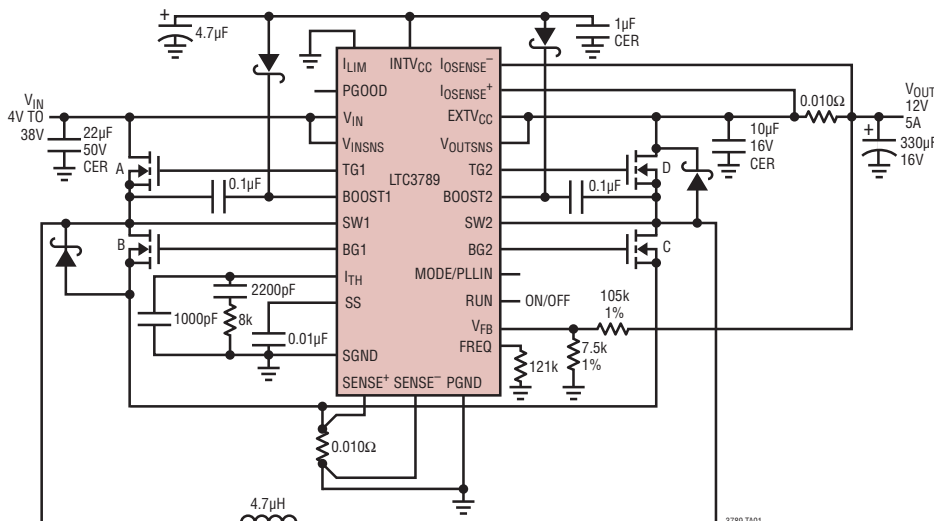 4.7µF
1µF
CER
ILIM
INTVCC
IOSENSE–
PGOOD
IOSENSE+
0.010Ω
VIN
4V TO
38V
VIN
EXTVCC
VOUT
12V
5A
22µF
50V
CER
VINSNS
VOUTSNS
10µF
16V
CER
+
330µF
16V
A
TG1
LTC3789
TG2
D
0.1µF
BOOST1
BOOST2
0.1µF
SW1
SW2
B
BG1
BG2
C
ITH
MODE/PLLIN
2200pF
SS
RUN
ON/OFF
105k
1%
1000pF
8k
0.01µF
VFB
SGND
FREQ
121k
7.5k
1%
SENSE+ SENSE– PGND
0.010Ω
4.7µH
3789 TA01